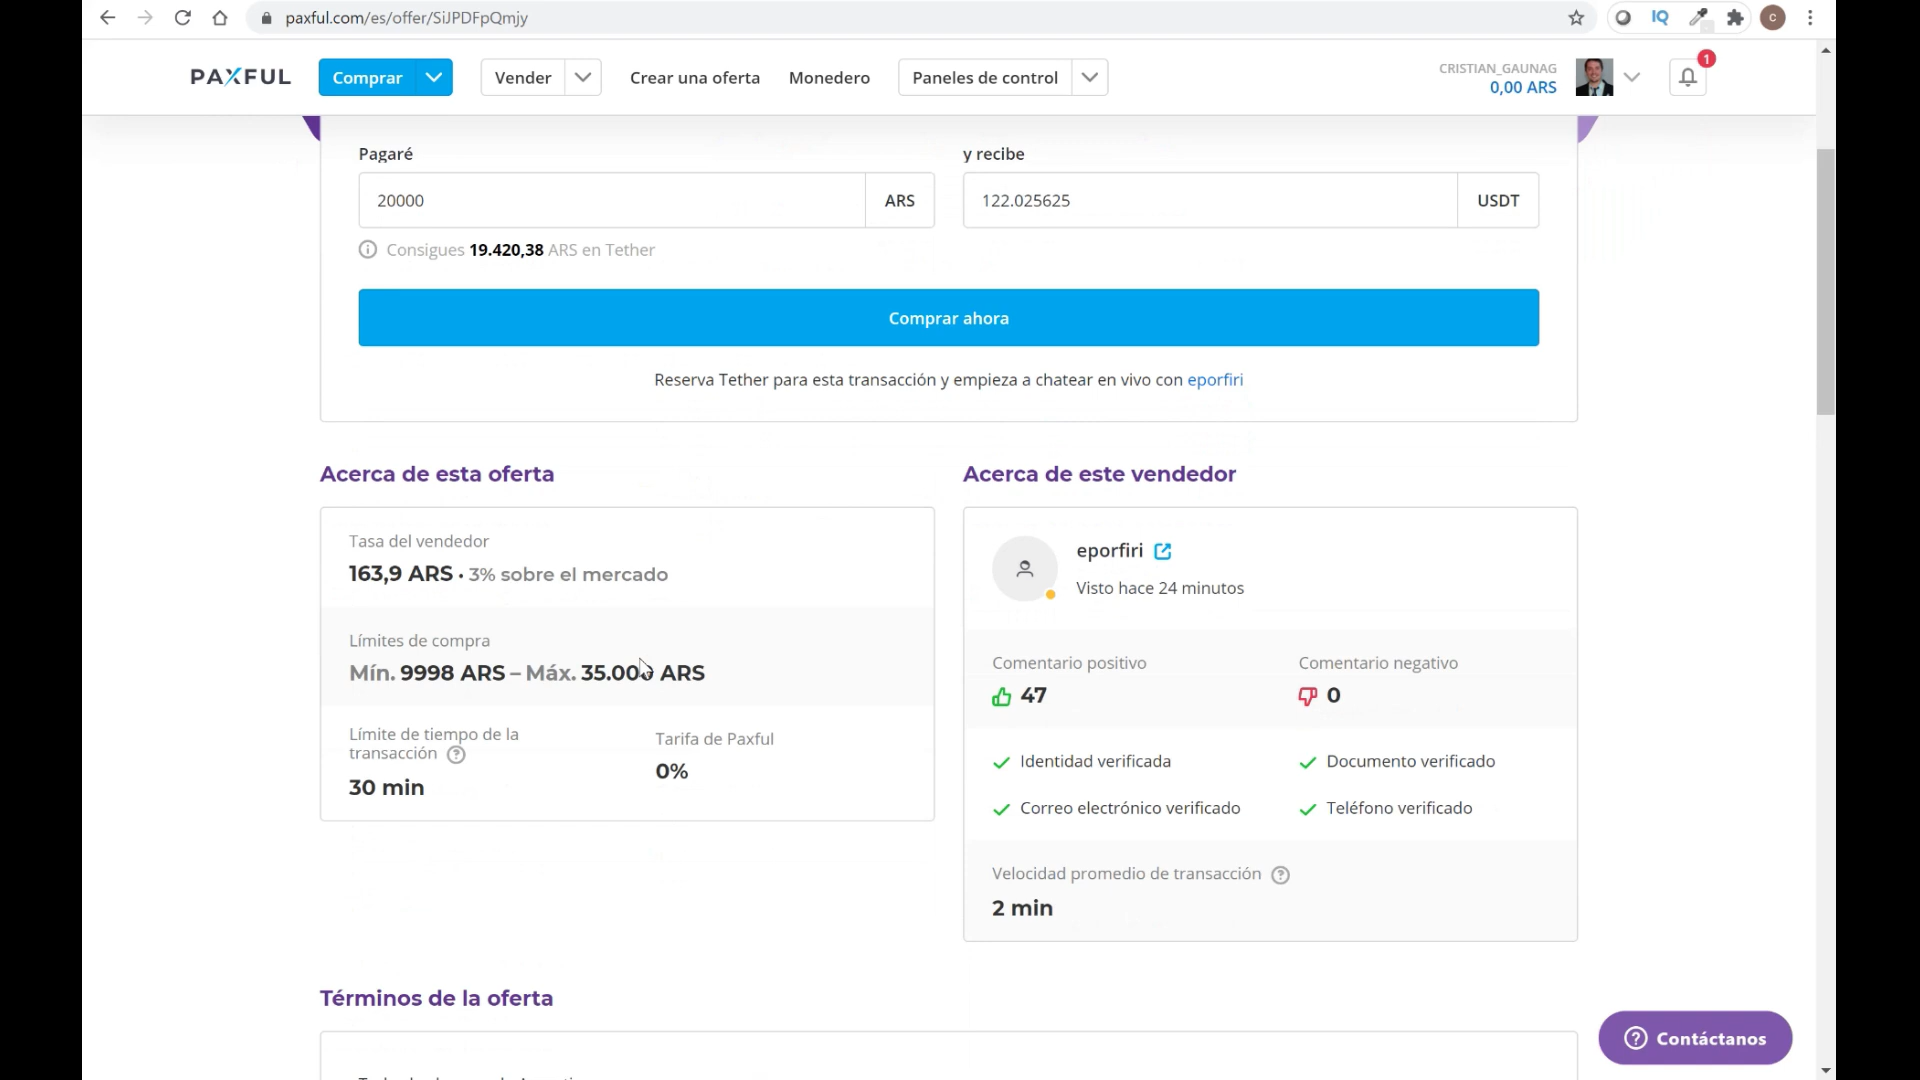 paxful.com/es/offer/SiJPDFpQmjy
IQ
c
PAXFUL
Comprar
Vender
Crear una oferta
Monedero
Paneles de control
CRISTIAN_GAUNAG
0,00 ARS
1
Pagaré
y recibe
20000 ARS
122.025625 USDT
Consigues 19.420,38 ARS en Tether
Comprar ahora
Reserva Tether para esta transacción y empieza a chatear en vivo con eporfiri
Acerca de esta oferta
Acerca de este vendedor
Tasa del vendedor
163,9 ARS · 3% sobre el mercado
Límites de compra
Mín. 9998 ARS – Máx. 35.000 ARS
Límite de tiempo de la
transacción
30 min
Tarifa de Paxful
0%
eporfiri
Visto hace 24 minutos
Comentario positivo
47
Comentario negativo
0
Identidad verificada
Documento verificado
Correo electrónico verificado
Teléfono verificado
Velocidad promedio de transacción
2 min
Términos de la oferta
Contáctanos